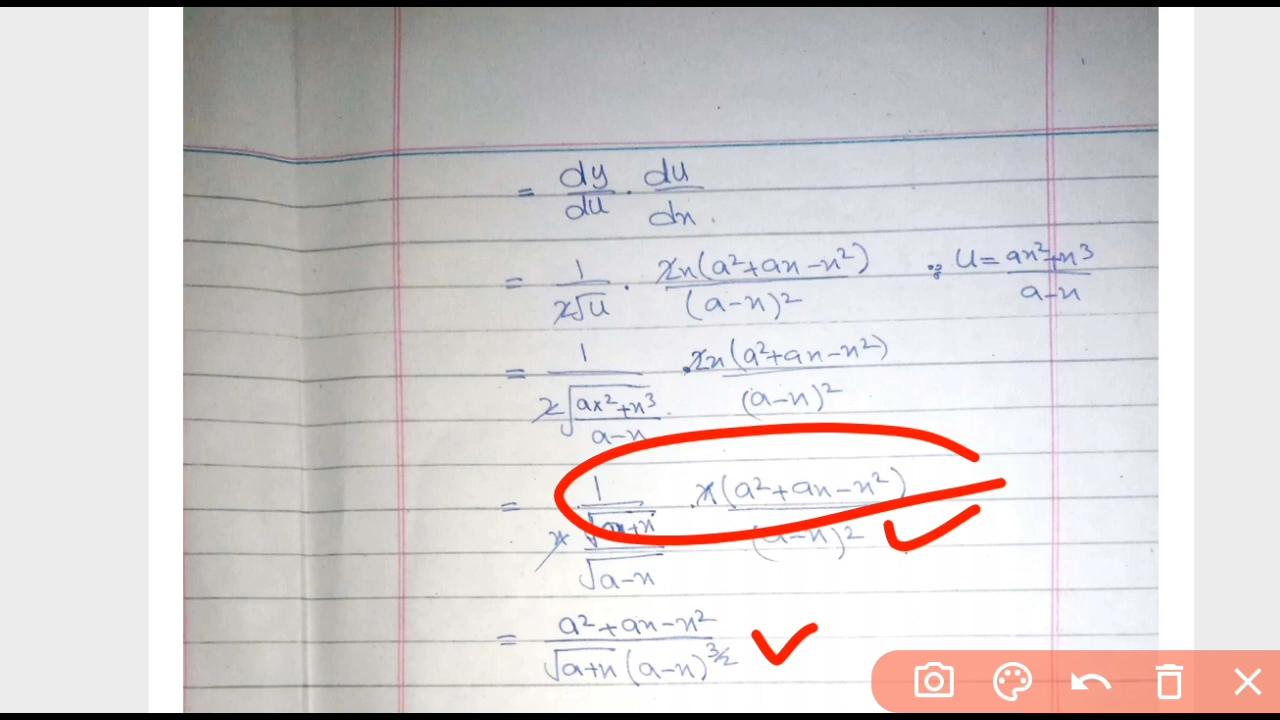 = dy/du . du/dx.
= 1/2√u . 2x(a²+ax-x²)/(a-x)² ∵ u = ax²+x³/a-x
= 1/2√ax²+x³/a-x . 2x(a²+ax-x²)/(a-x)²
= 1/x√a+x/√a-x . x(a²+ax-x²)/(a-x)²
= a²+ax-x²/√a+x (a-x)^3/2